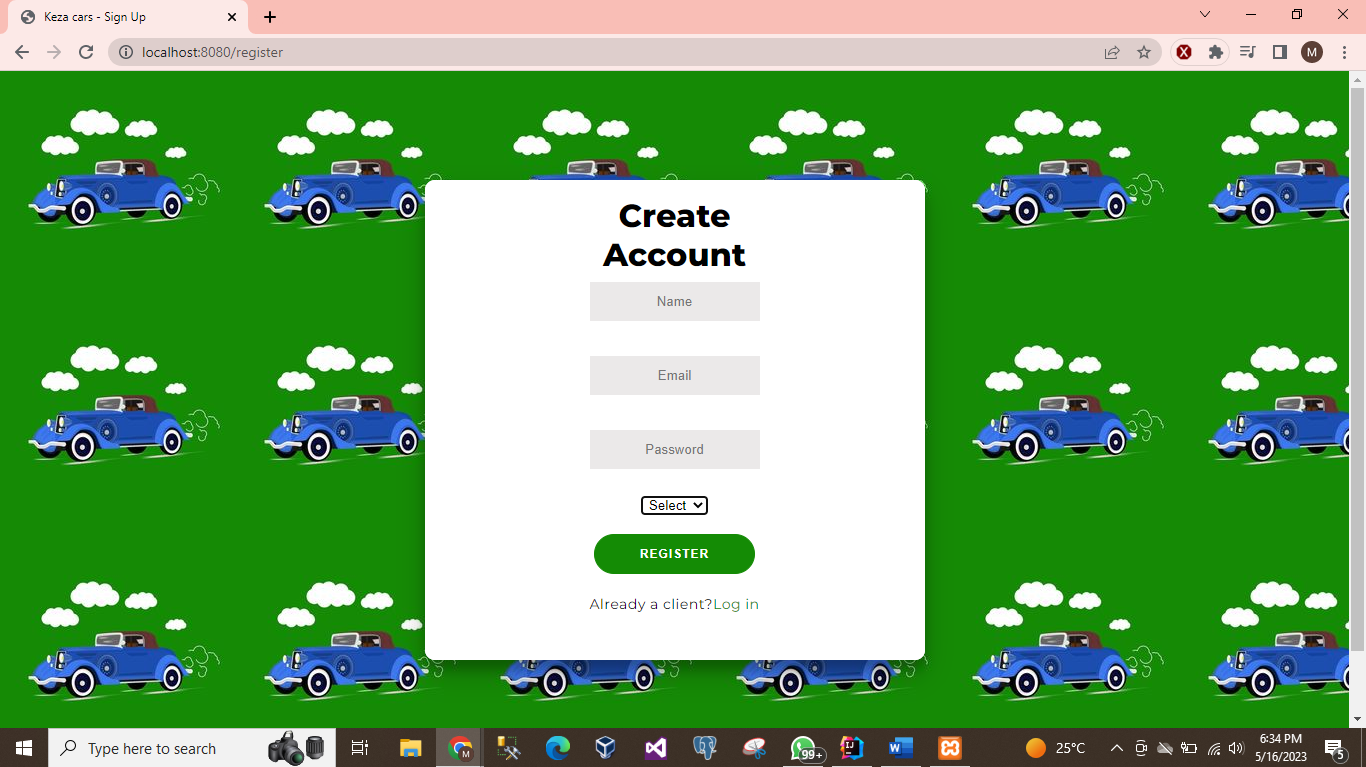 Keza cars - Sign Up
localhost:8080/register
M
Create
Account
Name
Email
Password
Select
REGISTER
Already a client?Log in
Type here to search
M
99+
IJ
W
25°C
6:34 PM
5/16/2023
5